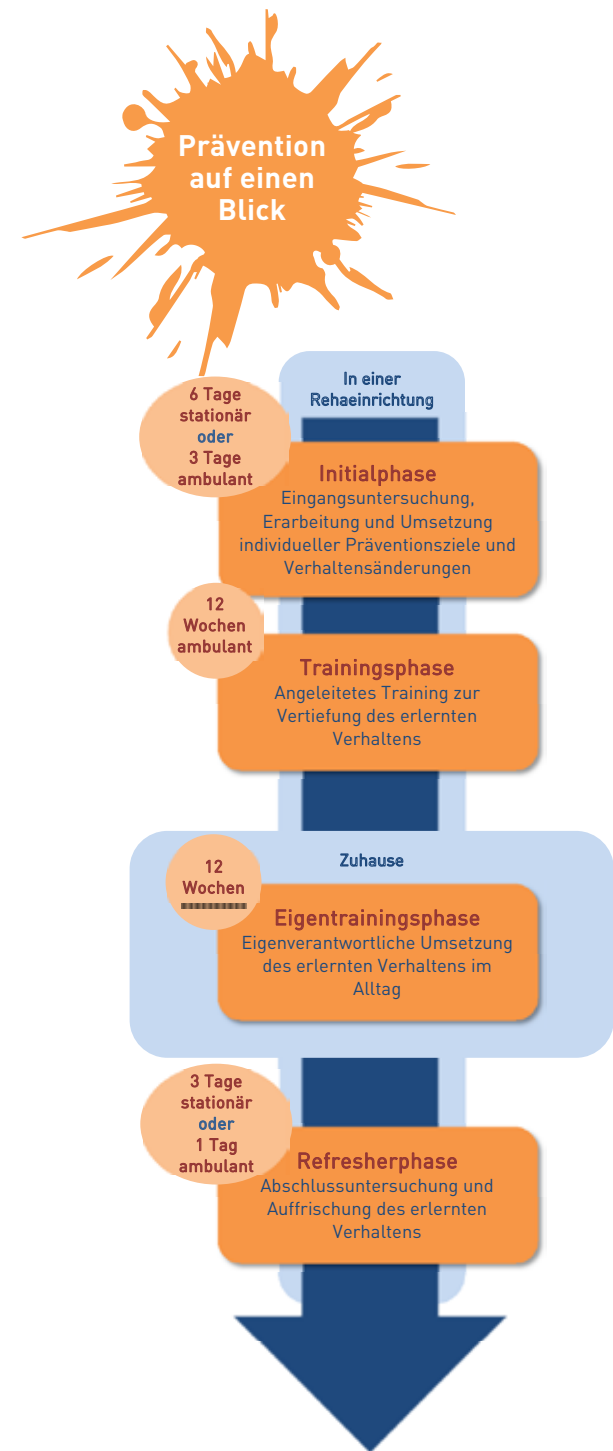 Prävention
auf einen
Blick
In einer
Rehaeinrichtung
6 Tage
stationär
oder
3 Tage
ambulant
Initialphase
Eingangsuntersuchung,
Erarbeitung und Umsetzung
individueller Präventionsziele und
Verhaltensänderungen
12
Wochen
ambulant
Trainingsphase
Angeleitetes Training zur
Vertiefung des erlernten
Verhaltens
Zuhause
12
Wochen
Eigentrainingsphase
Eigenverantwortliche Umsetzung
des erlernten Verhaltens im
Alltag
3 Tage
stationär
oder
1 Tag
ambulant
Refresherphase
Abschlussuntersuchung und
Auffrischung des erlernten
Verhaltens